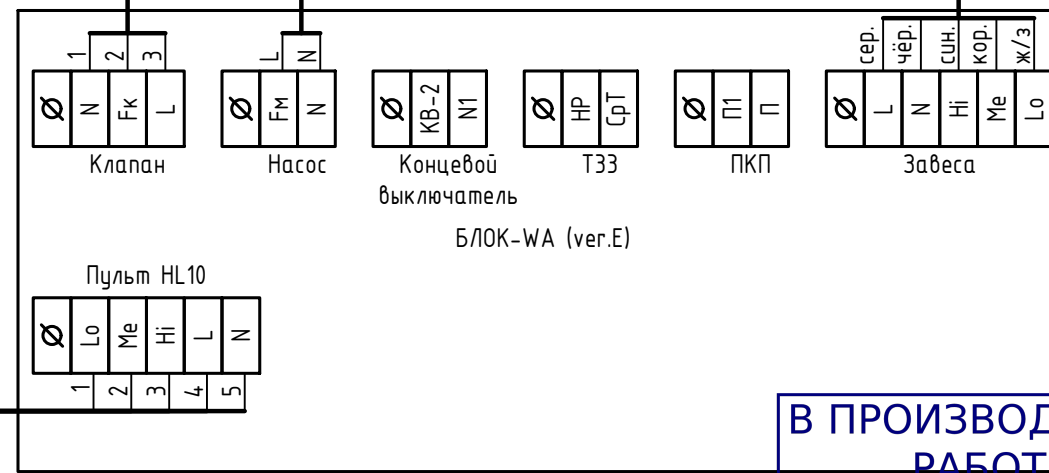 1 2 3
L N
сер. чёр. син. кор. ж/з
Ø N Fк L
Ø Fм N
Ø КВ-2 N1
Ø НР СрТ
Ø П1 П
Ø L N Hi Me Lo
Клапан
Насос
Концевой
выключатель
ТЗЗ
ПКП
Завеса
БЛОК-WA (ver.E)
Пульт HL10
Ø Lo Me Hi L N
1 2 3 4 5